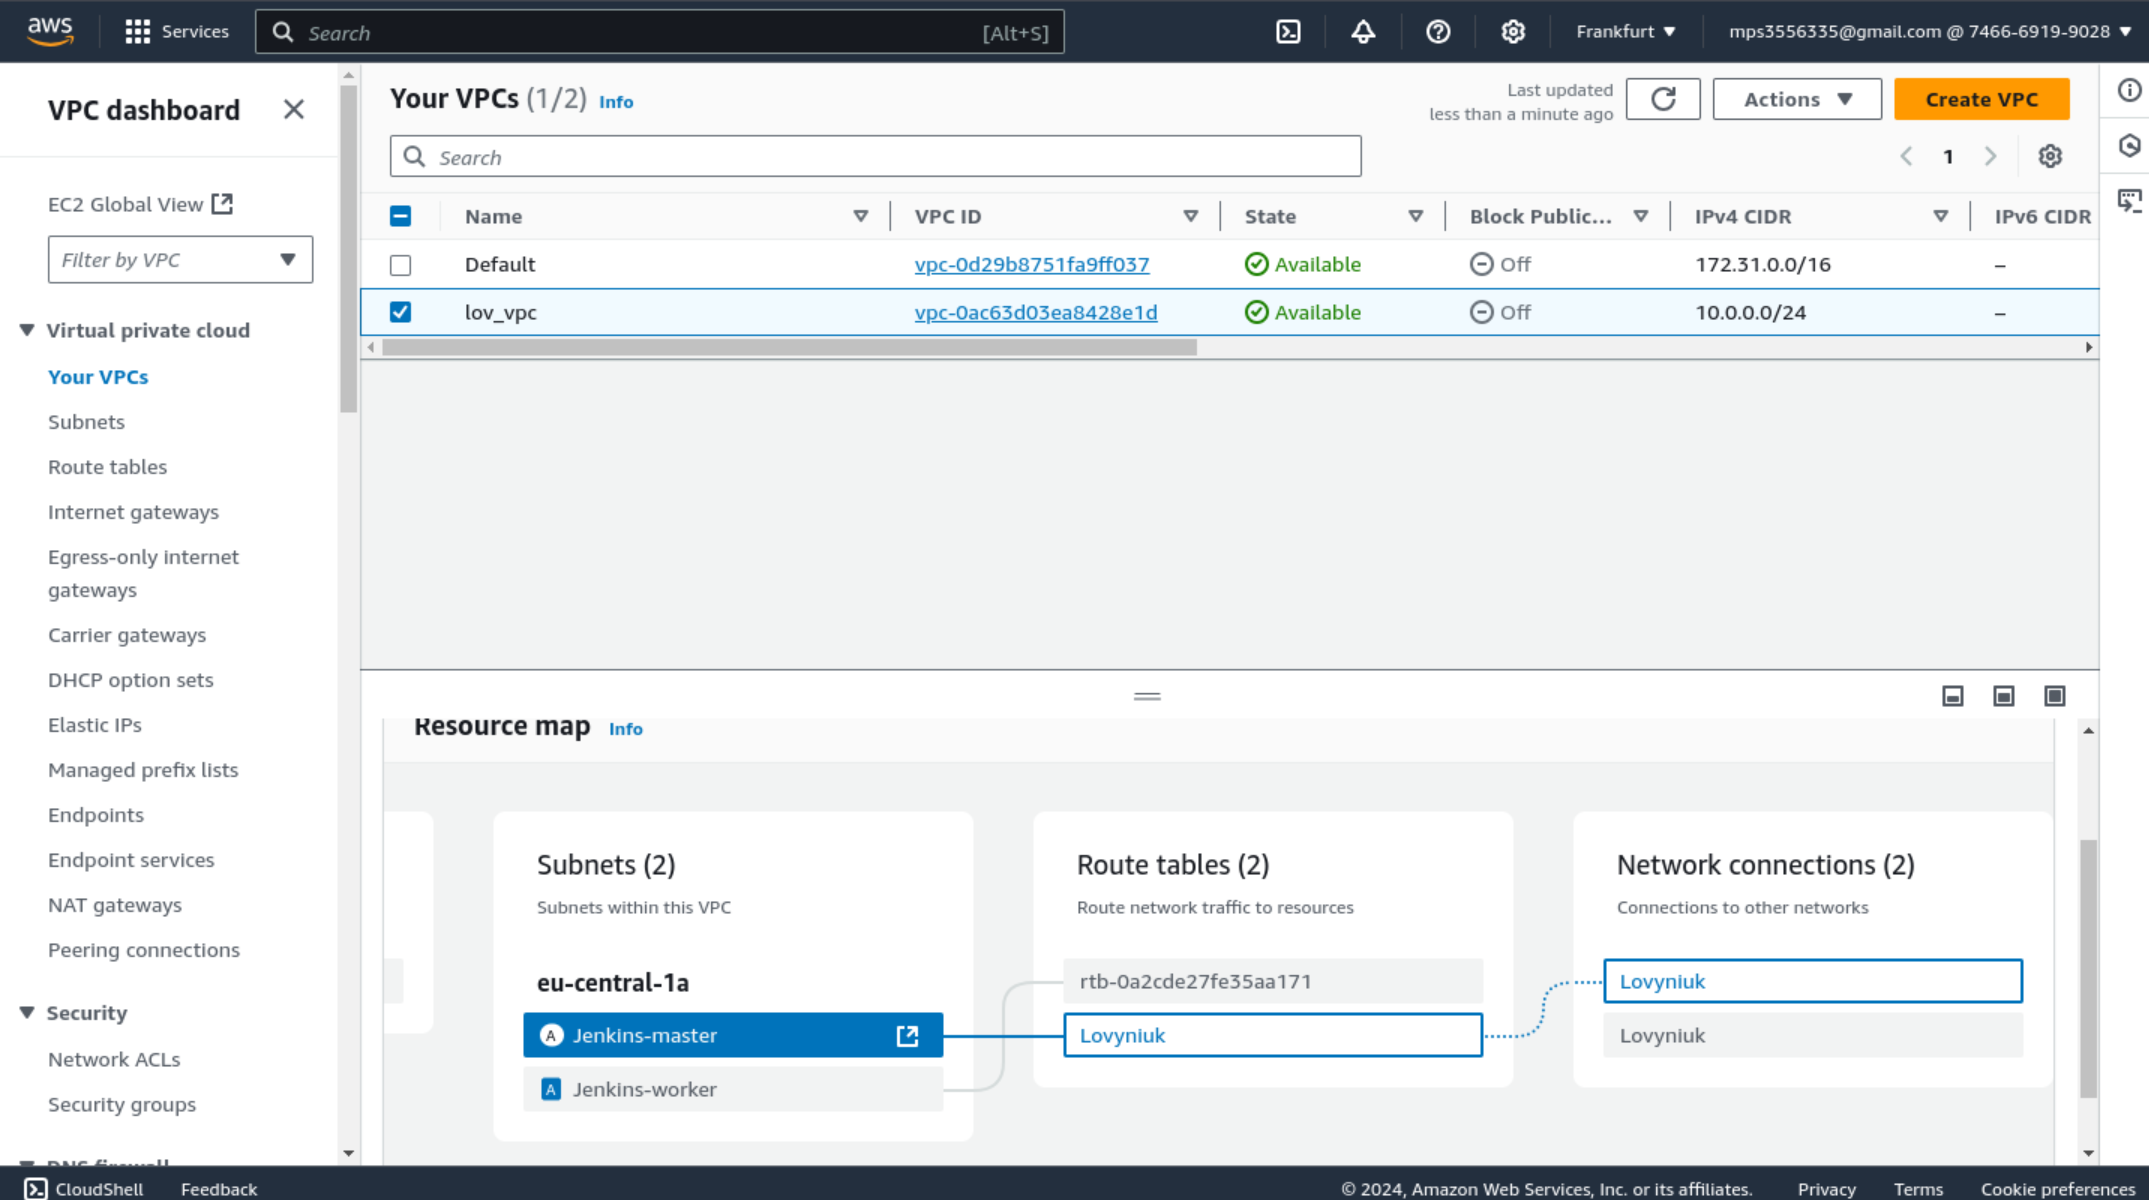 aws
Services
Search
[Alt+S]
Frankfurt
mps3556335@gmail.com @ 7466-6919-9028
VPC dashboard
EC2 Global View
Filter by VPC
Virtual private cloud
Your VPCs
Subnets
Route tables
Internet gateways
Egress-only internet
gateways
Carrier gateways
DHCP option sets
Elastic IPs
Managed prefix lists
Endpoints
Endpoint services
NAT gateways
Peering connections
Security
Network ACLs
Security groups
DNS firewall
Your VPCs (1/2) Info
Last updated
less than a minute ago
Actions
Create VPC
Search
1
Name VPC ID State Block Public... IPv4 CIDR IPv6 CIDR
Default vpc-0d29b8751fa9ff037 Available Off 172.31.0.0/16 –
lov_vpc vpc-0ac63d03ea8428e1d Available Off 10.0.0.0/24 –
Resource map Info
Subnets (2)
Subnets within this VPC
eu-central-1a
A Jenkins-master
A Jenkins-worker
Route tables (2)
Route network traffic to resources
rtb-0a2cde27fe35aa171
Lovyniuk
Network connections (2)
Connections to other networks
Lovyniuk
Lovyniuk
CloudShell
Feedback
© 2024, Amazon Web Services, Inc. or its affiliates.
Privacy
Terms
Cookie preferences